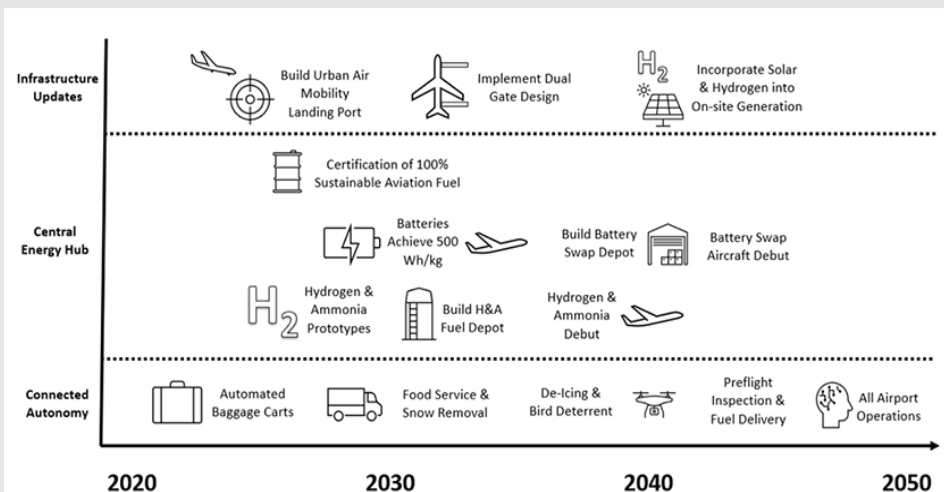 Infrastructure
Updates
Build Urban Air
Mobility
Landing Port
Implement Dual
Gate Design
H2
Incorporate Solar
& Hydrogen into
On-site Generation
Central
Energy Hub
Certification of 100%
Sustainable Aviation Fuel
Batteries
Achieve 500
Wh/kg
Build Battery
Swap Depot
Battery Swap
Aircraft Debut
H2
Hydrogen &
Ammonia
Prototypes
Build H&A
Fuel Depot
Hydrogen &
Ammonia
Debut
Connected
Autonomy
Automated
Baggage Carts
Food Service &
Snow Removal
De-Icing &
Bird Deterrent
Preflight
Inspection &
Fuel Delivery
All Airport
Operations
2020
2030
2040
2050